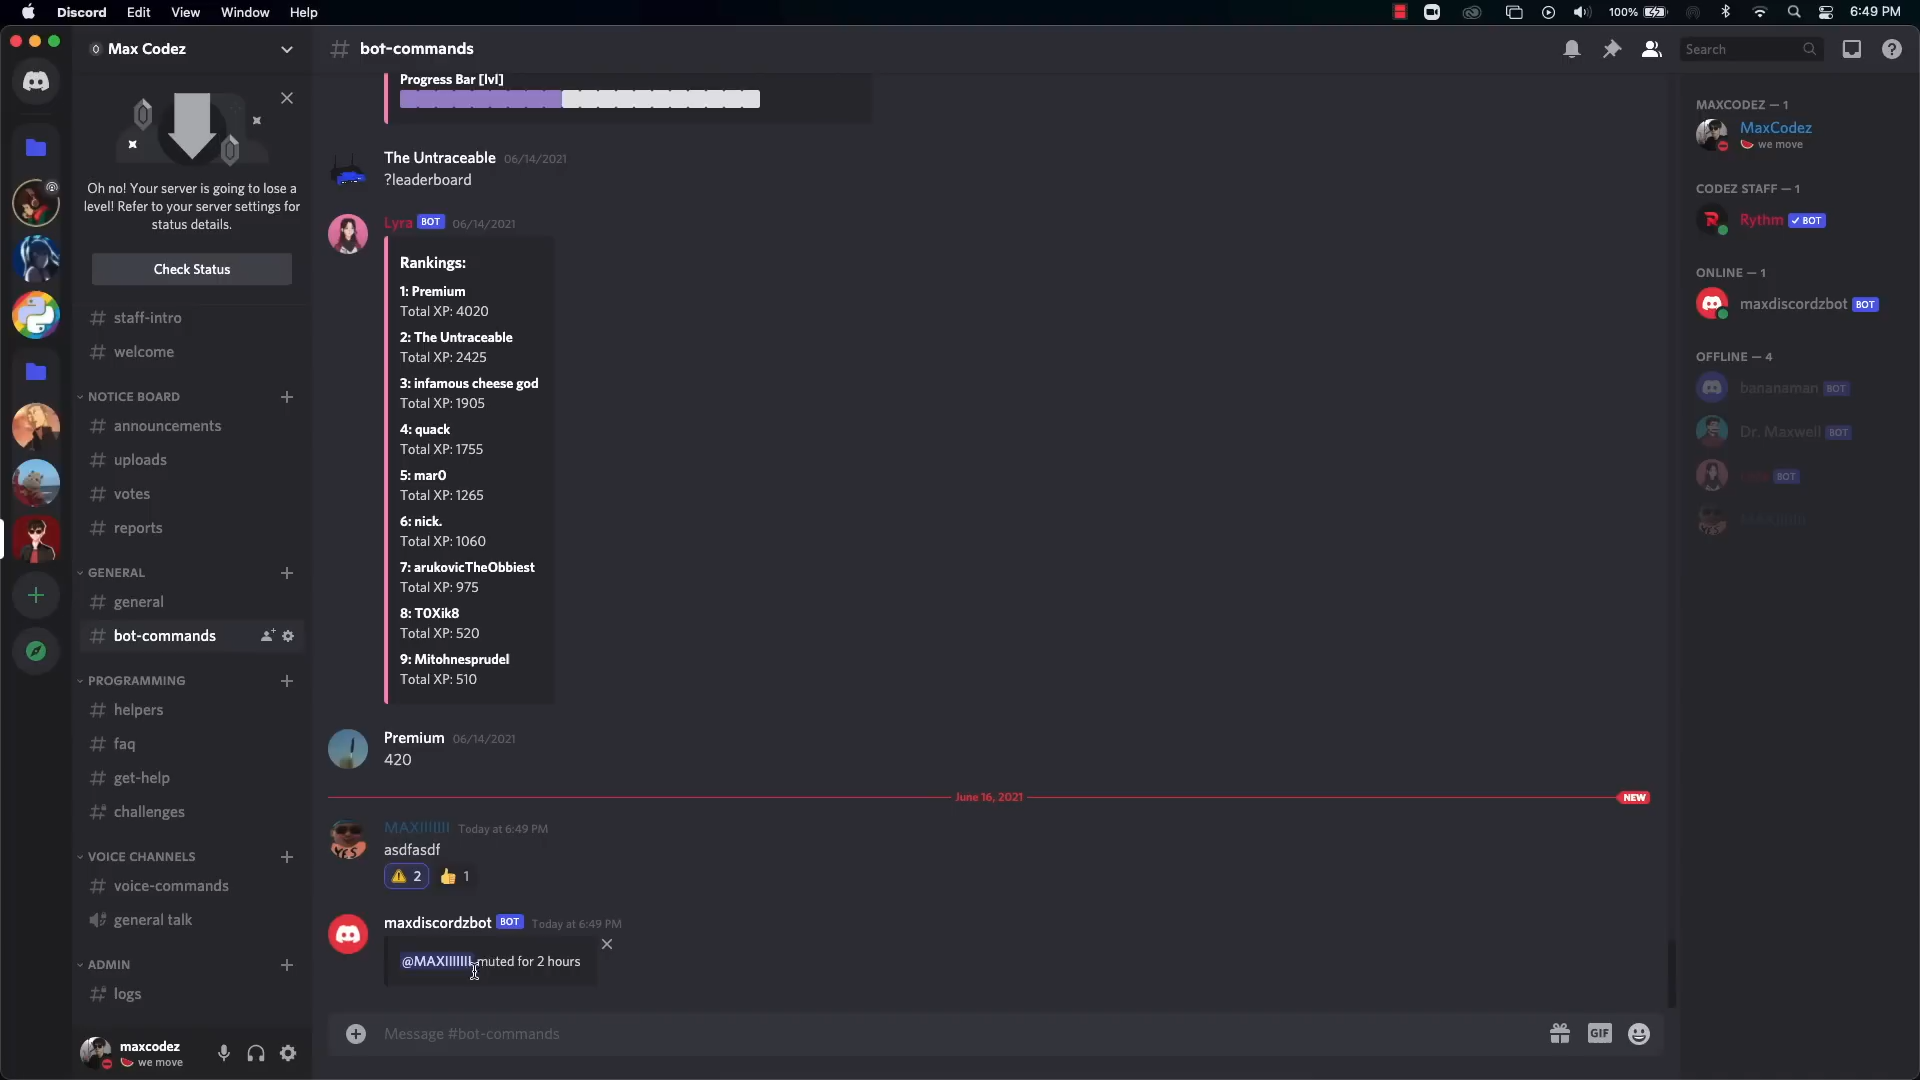 Discord Edit View Window Help
100% 6:49 PM
Max Codez
Oh no! Your server is going to lose a
level! Refer to your server settings for
status details.
Check Status
# staff-intro
# welcome
NOTICE BOARD
# announcements
# uploads
# votes
# reports
GENERAL
# general
# bot-commands
PROGRAMMING
# helpers
# faq
# get-help
# challenges
VOICE CHANNELS
# voice-commands
general talk
ADMIN
# logs
maxcodez
we move
# bot-commands
Search
Progress Bar [lvl]
The Untraceable 06/14/2021
?leaderboard
Lyra BOT 06/14/2021
Rankings:
1: Premium
Total XP: 4020
2: The Untraceable
Total XP: 2425
3: infamous cheese god
Total XP: 1905
4: quack
Total XP: 1755
5: mar0
Total XP: 1265
6: nick.
Total XP: 1060
7: arukovicTheObbiest
Total XP: 975
8: T0Xik8
Total XP: 520
9: Mitohnesprudel
Total XP: 510
Premium 06/14/2021
420
June 16, 2021 NEW
Today at 6:49 PM
asdfasdf
2 1
maxdiscordzbot BOT Today at 6:49 PM
muted for 2 hours
Message #bot-commands
GIF
MAXCODEZ — 1
MaxCodez
we move
CODEZ STAFF — 1
Rythm BOT
ONLINE — 1
maxdiscordzbot BOT
OFFLINE — 4
bananaman BOT
Dr. Maxwell BOT
BOT
YES